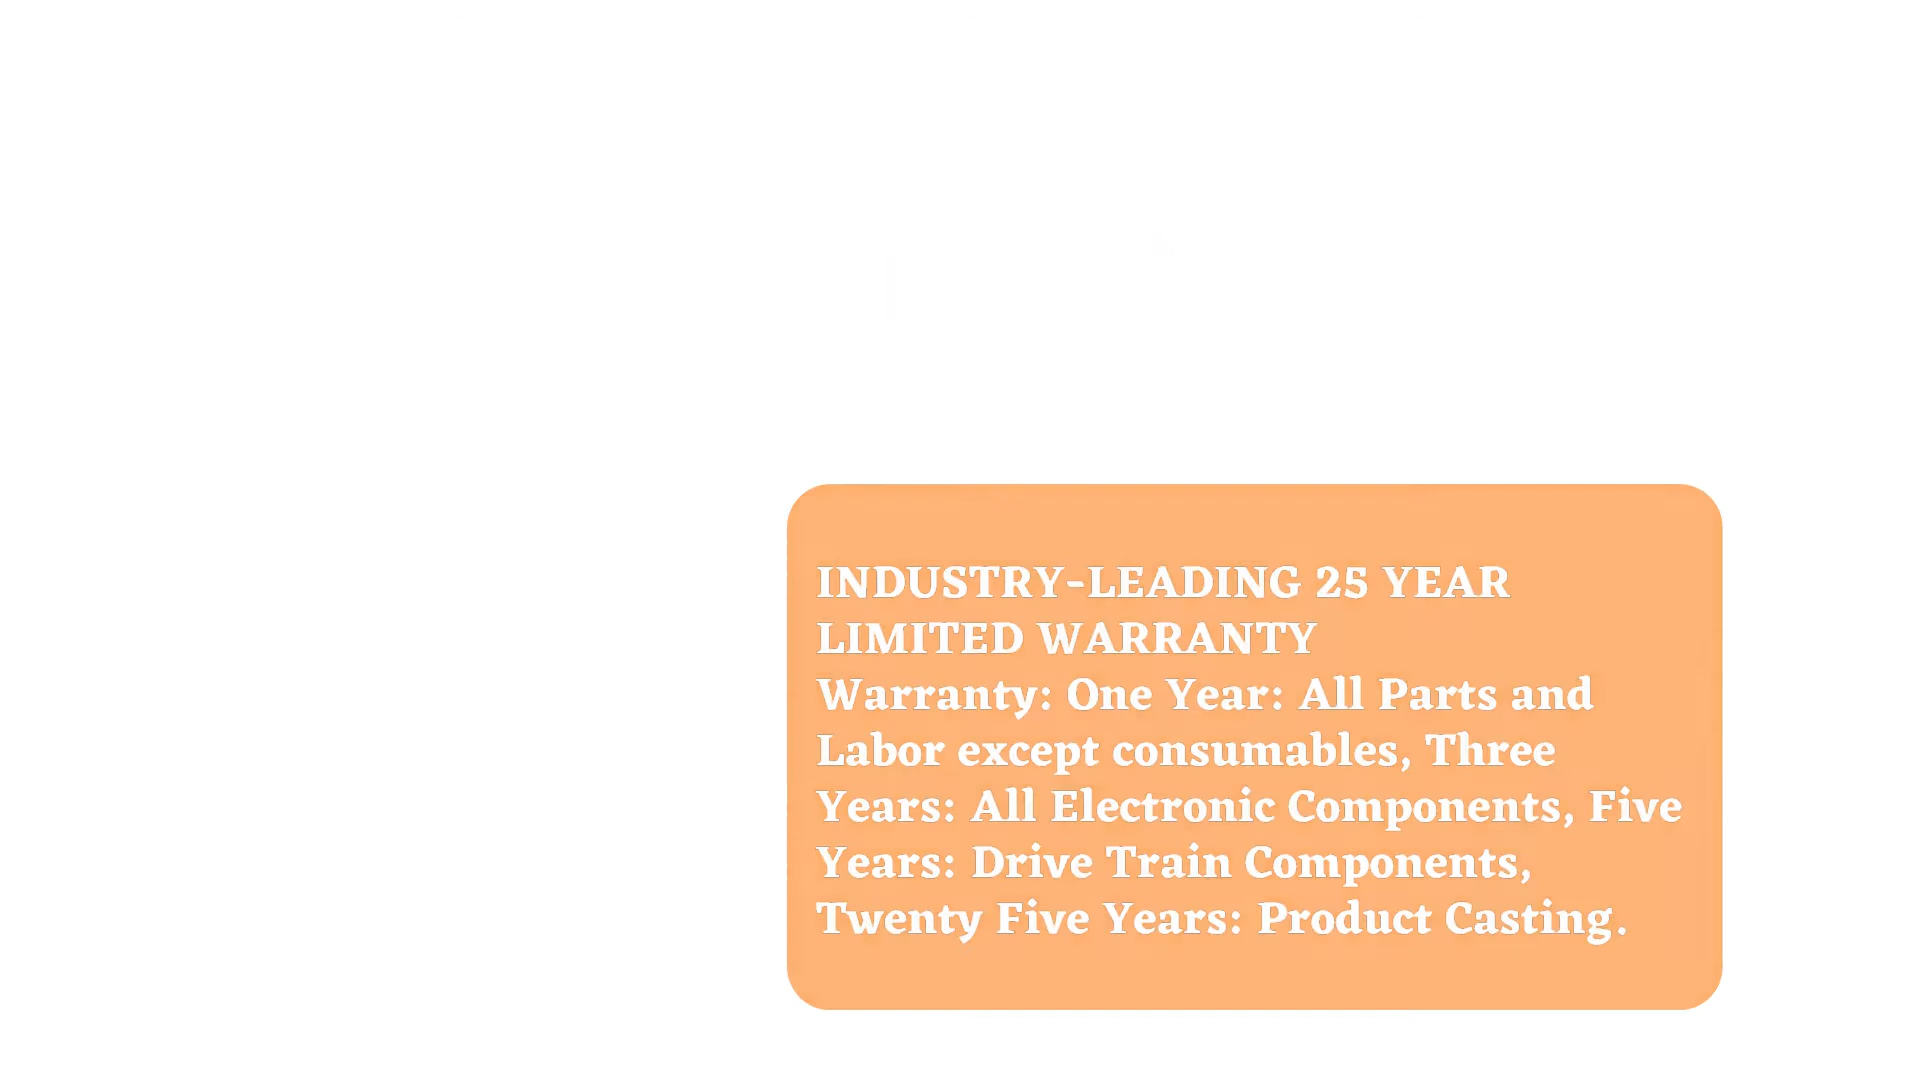 INDUSTRY-LEADING 25 YEAR
LIMITED WARRANTY
Warranty: One Year: All Parts and
Labor except consumables, Three
Years: All Electronic Components, Five
Years: Drive Train Components,
Twenty Five Years: Product Casting.